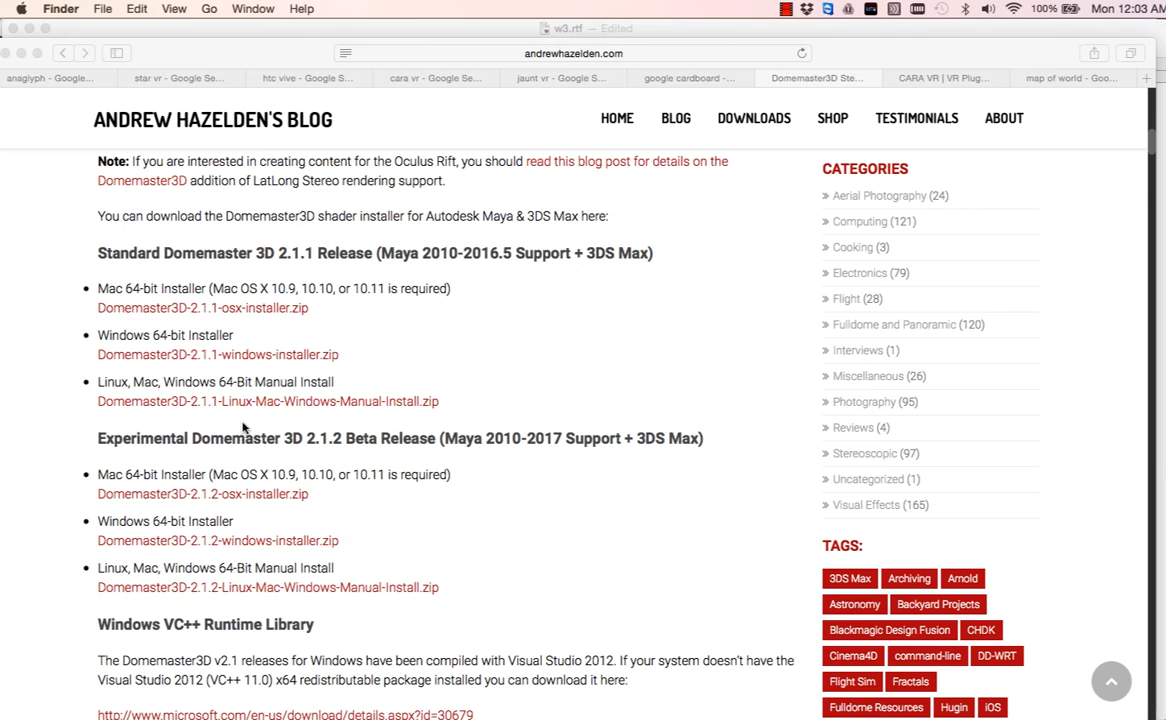 Finder File Edit View Go Window Help 100% Mon 12:03 AM
w3.rtf — Edited
andrewhazelden.com
anaglyph - Google... star vr - Google Se... htc vive - Google S... cara vr - Google Se... jaunt vr - Google S... google cardboard -... Domemaster3D Ste... CARA VR | VR Plug... map of world - Goo...
ANDREW HAZELDEN'S BLOG HOME BLOG DOWNLOADS SHOP TESTIMONIALS ABOUT
Note: If you are interested in creating content for the Oculus Rift, you should read this blog post for details on the
Domemaster3D addition of LatLong Stereo rendering support.
You can download the Domemaster3D shader installer for Autodesk Maya & 3DS Max here:
Standard Domemaster 3D 2.1.1 Release (Maya 2010-2016.5 Support + 3DS Max)
Mac 64-bit Installer (Mac OS X 10.9, 10.10, or 10.11 is required)
Domemaster3D-2.1.1-osx-installer.zip
Windows 64-bit Installer
Domemaster3D-2.1.1-windows-installer.zip
Linux, Mac, Windows 64-Bit Manual Install
Domemaster3D-2.1.1-Linux-Mac-Windows-Manual-Install.zip
Experimental Domemaster 3D 2.1.2 Beta Release (Maya 2010-2017 Support + 3DS Max)
Mac 64-bit Installer (Mac OS X 10.9, 10.10, or 10.11 is required)
Domemaster3D-2.1.2-osx-installer.zip
Windows 64-bit Installer
Domemaster3D-2.1.2-windows-installer.zip
Linux, Mac, Windows 64-Bit Manual Install
Domemaster3D-2.1.2-Linux-Mac-Windows-Manual-Install.zip
Windows VC++ Runtime Library
The Domemaster3D v2.1 releases for Windows have been compiled with Visual Studio 2012. If your system doesn't have the
Visual Studio 2012 (VC++ 11.0) x64 redistributable package installed you can download it here:
http://www.microsoft.com/en-us/download/details.aspx?id=30679
CATEGORIES
» Aerial Photography (24)
» Computing (121)
» Cooking (3)
» Electronics (79)
» Flight (28)
» Fulldome and Panoramic (120)
» Interviews (1)
» Miscellaneous (26)
» Photography (95)
» Reviews (4)
» Stereoscopic (97)
» Uncategorized (1)
» Visual Effects (165)
TAGS:
3DS Max Archiving Arnold
Astronomy Backyard Projects
Blackmagic Design Fusion CHDK
Cinema4D command-line DD-WRT
Flight Sim Fractals
Fulldome Resources Hugin iOS